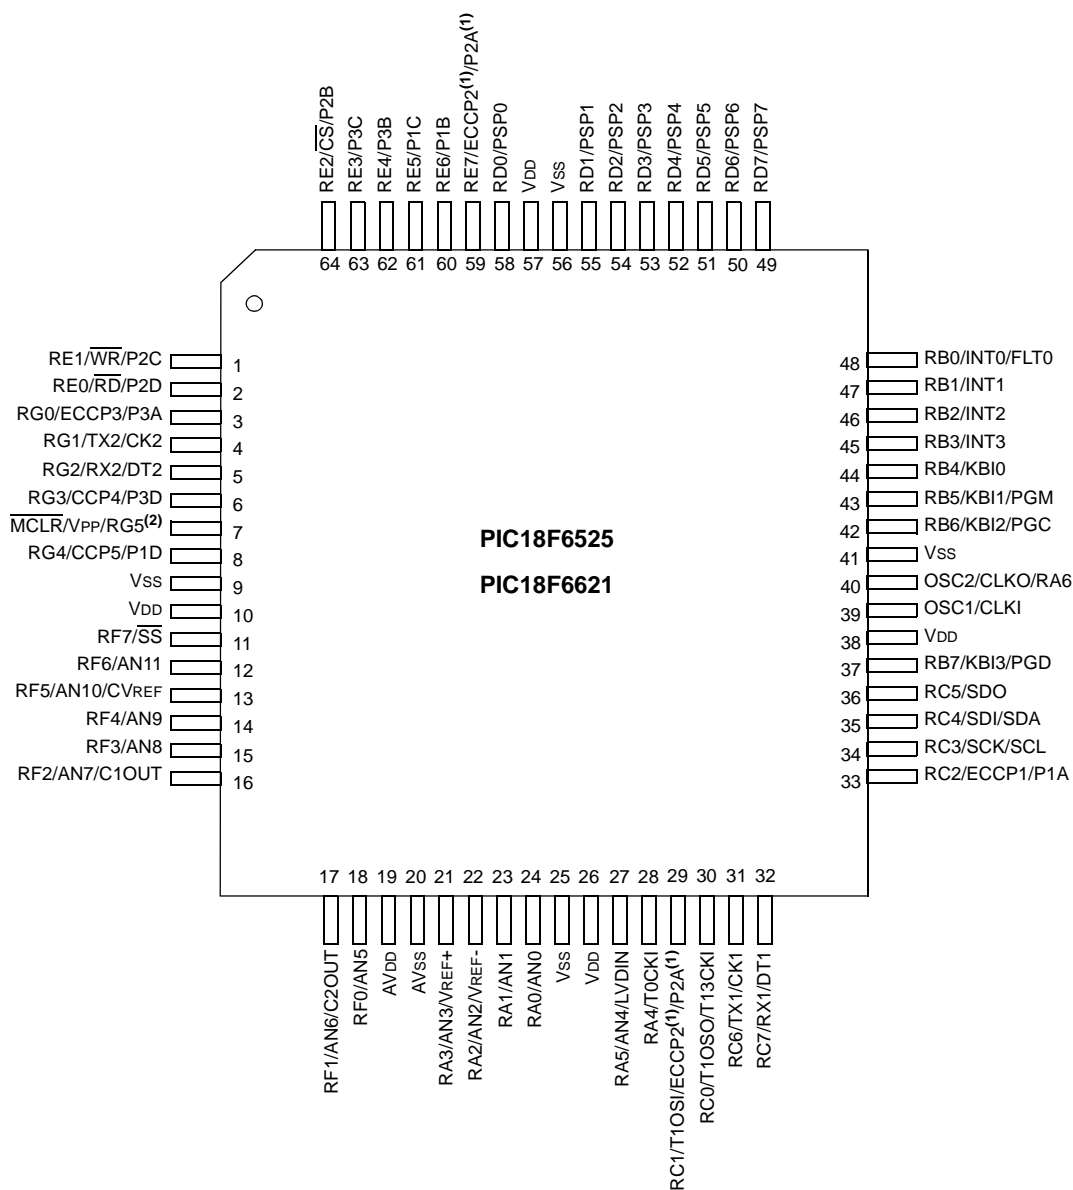 RE2/CS/P2B
RE3/P3C
RE4/P3B
RE5/P1C
RE6/P1B
RE7/ECCP2(1)/P2A(1)
RD0/PSP0
VDD
VSS
RD1/PSP1
RD2/PSP2
RD3/PSP3
RD4/PSP4
RD5/PSP5
RD6/PSP6
RD7/PSP7
64 63 62 61 60 59 58 57 56 55 54 53 52 51 50 49
RE1/WR/P2C 1
RE0/RD/P2D 2
RG0/ECCP3/P3A 3
RG1/TX2/CK2 4
RG2/RX2/DT2 5
RG3/CCP4/P3D 6
MCLR/VPP/RG5(2) 7
RG4/CCP5/P1D 8
VSS 9
VDD 10
RF7/SS 11
RF6/AN11 12
RF5/AN10/CVREF 13
RF4/AN9 14
RF3/AN8 15
RF2/AN7/C1OUT 16
PIC18F6525
PIC18F6621
48 RB0/INT0/FLT0
47 RB1/INT1
46 RB2/INT2
45 RB3/INT3
44 RB4/KBI0
43 RB5/KBI1/PGM
42 RB6/KBI2/PGC
41 VSS
40 OSC2/CLKO/RA6
39 OSC1/CLKI
38 VDD
37 RB7/KBI3/PGD
36 RC5/SDO
35 RC4/SDI/SDA
34 RC3/SCK/SCL
33 RC2/ECCP1/P1A
17 18 19 20 21 22 23 24 25 26 27 28 29 30 31 32
RF1/AN6/C2OUT
RF0/AN5
AVDD
AVSS
RA3/AN3/VREF+
RA2/AN2/VREF-
RA1/AN1
RA0/AN0
VSS
VDD
RA5/AN4/LVDIN
RA4/T0CKI
RC1/T1OSI/ECCP2(1)/P2A(1)
RC0/T1OSO/T13CKI
RC6/TX1/CK1
RC7/RX1/DT1